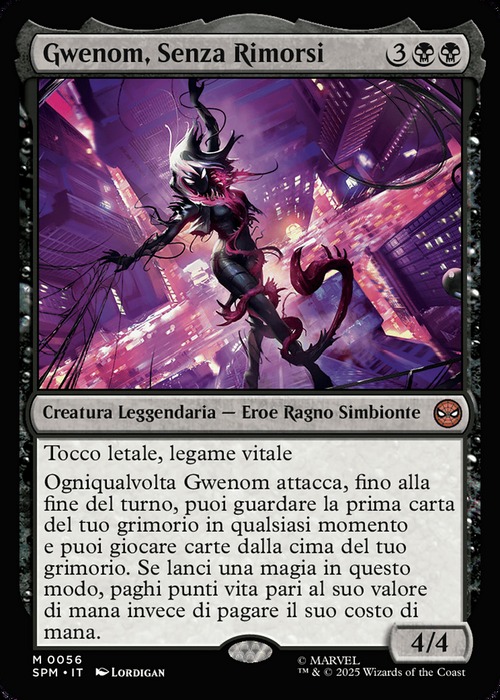 Gwenom, Senza Rimorsi 3
Creatura Leggendaria — Eroe Ragno Simbionte
Tocco letale, legame vitale
Ogniqualvolta Gwenom attacca, fino alla
fine del turno, puoi guardare la prima carta
del tuo grimorio in qualsiasi momento
e puoi giocare carte dalla cima del tuo
grimorio. Se lanci una magia in questo
modo, paghi punti vita pari al suo valore
di mana invece di pagare il suo costo di
mana.
4/4
M 0056
SPM • IT LORDIGAN
© MARVEL
™ & © 2025 Wizards of the Coast